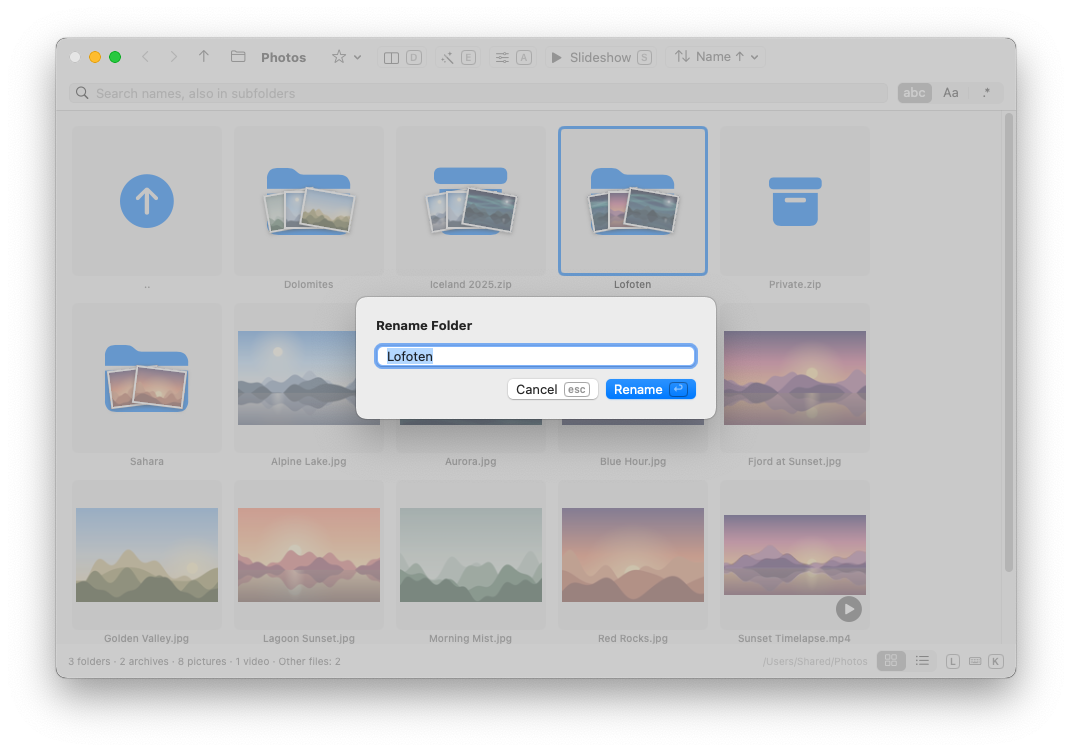 Photos
D
E
A
Slideshow S
Name
Search names, also in subfolders
abc
Aa
.*
..
Dolomites
Iceland 2025.zip
Lofoten
Private.zip
Rename Folder
Lofoten
Cancel esc
Rename
Sahara
Alpine Lake.jpg
Aurora.jpg
Blue Hour.jpg
Fjord at Sunset.jpg
Golden Valley.jpg
Lagoon Sunset.jpg
Morning Mist.jpg
Red Rocks.jpg
Sunset Timelapse.mp4
3 folders · 2 archives · 8 pictures · 1 video · Other files: 2
/Users/Shared/Photos
L
K